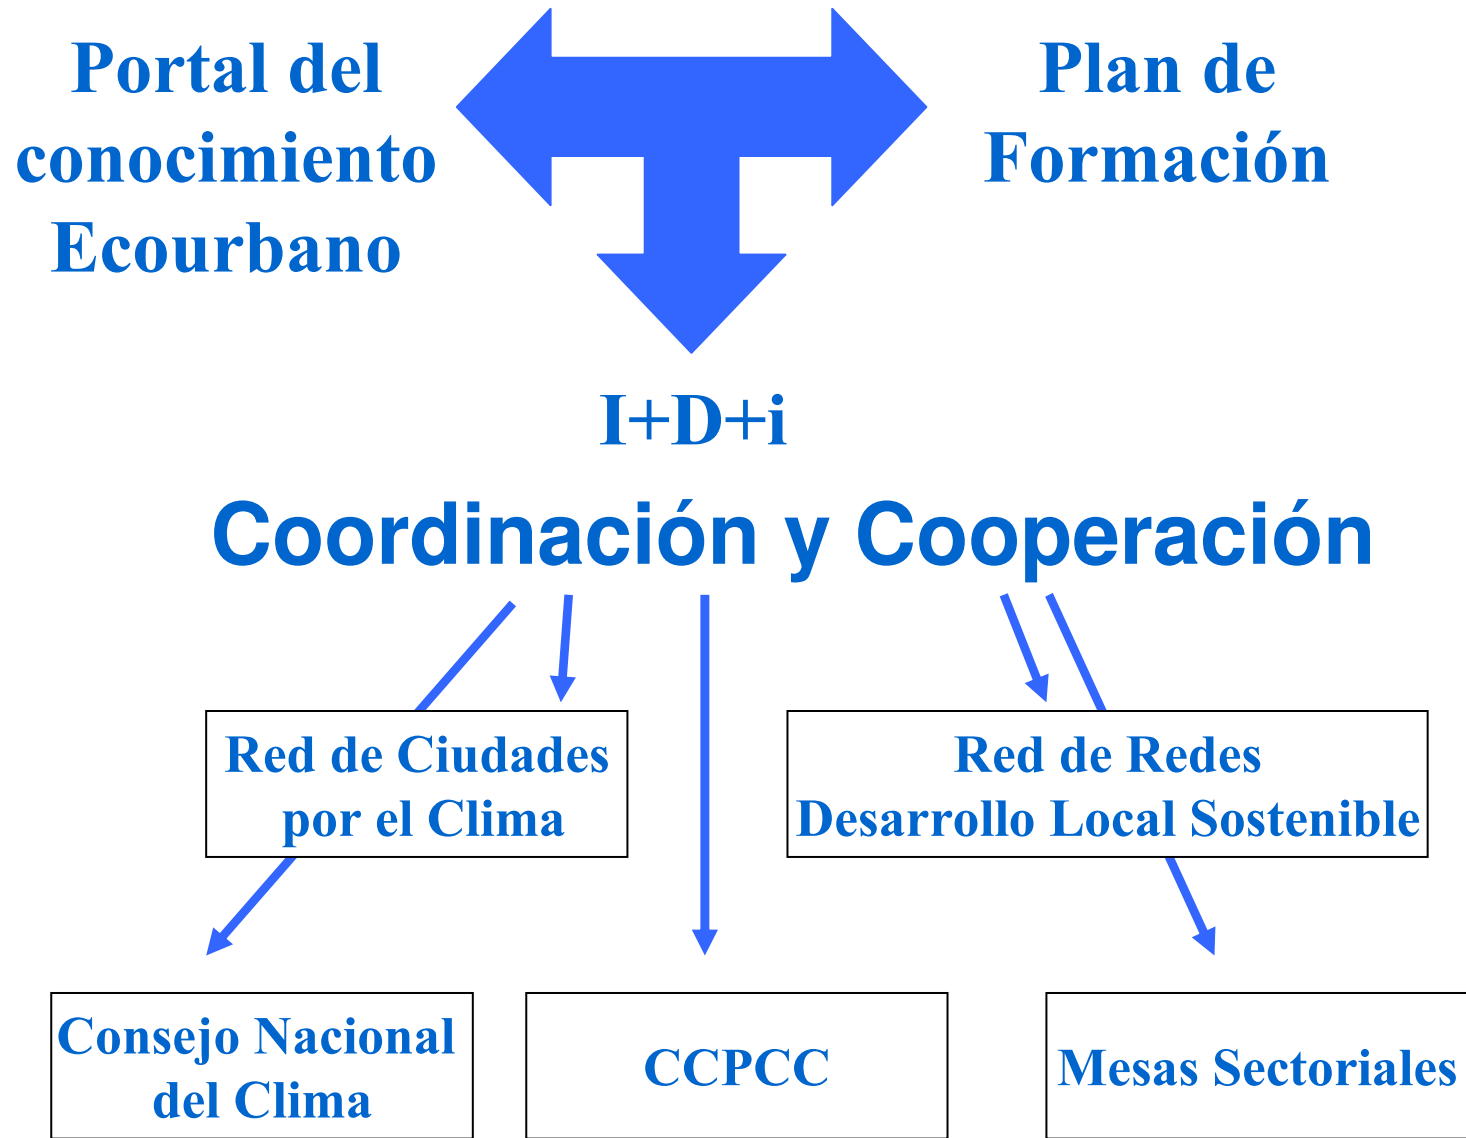 Portal del
conocimiento
Ecourbano
Plan de
Formación
I+D+i
Coordinación y Cooperación
Red de Ciudades
por el Clima
Red de Redes
Desarrollo Local Sostenible
Consejo Nacional
del Clima
CCPCC
Mesas Sectoriales